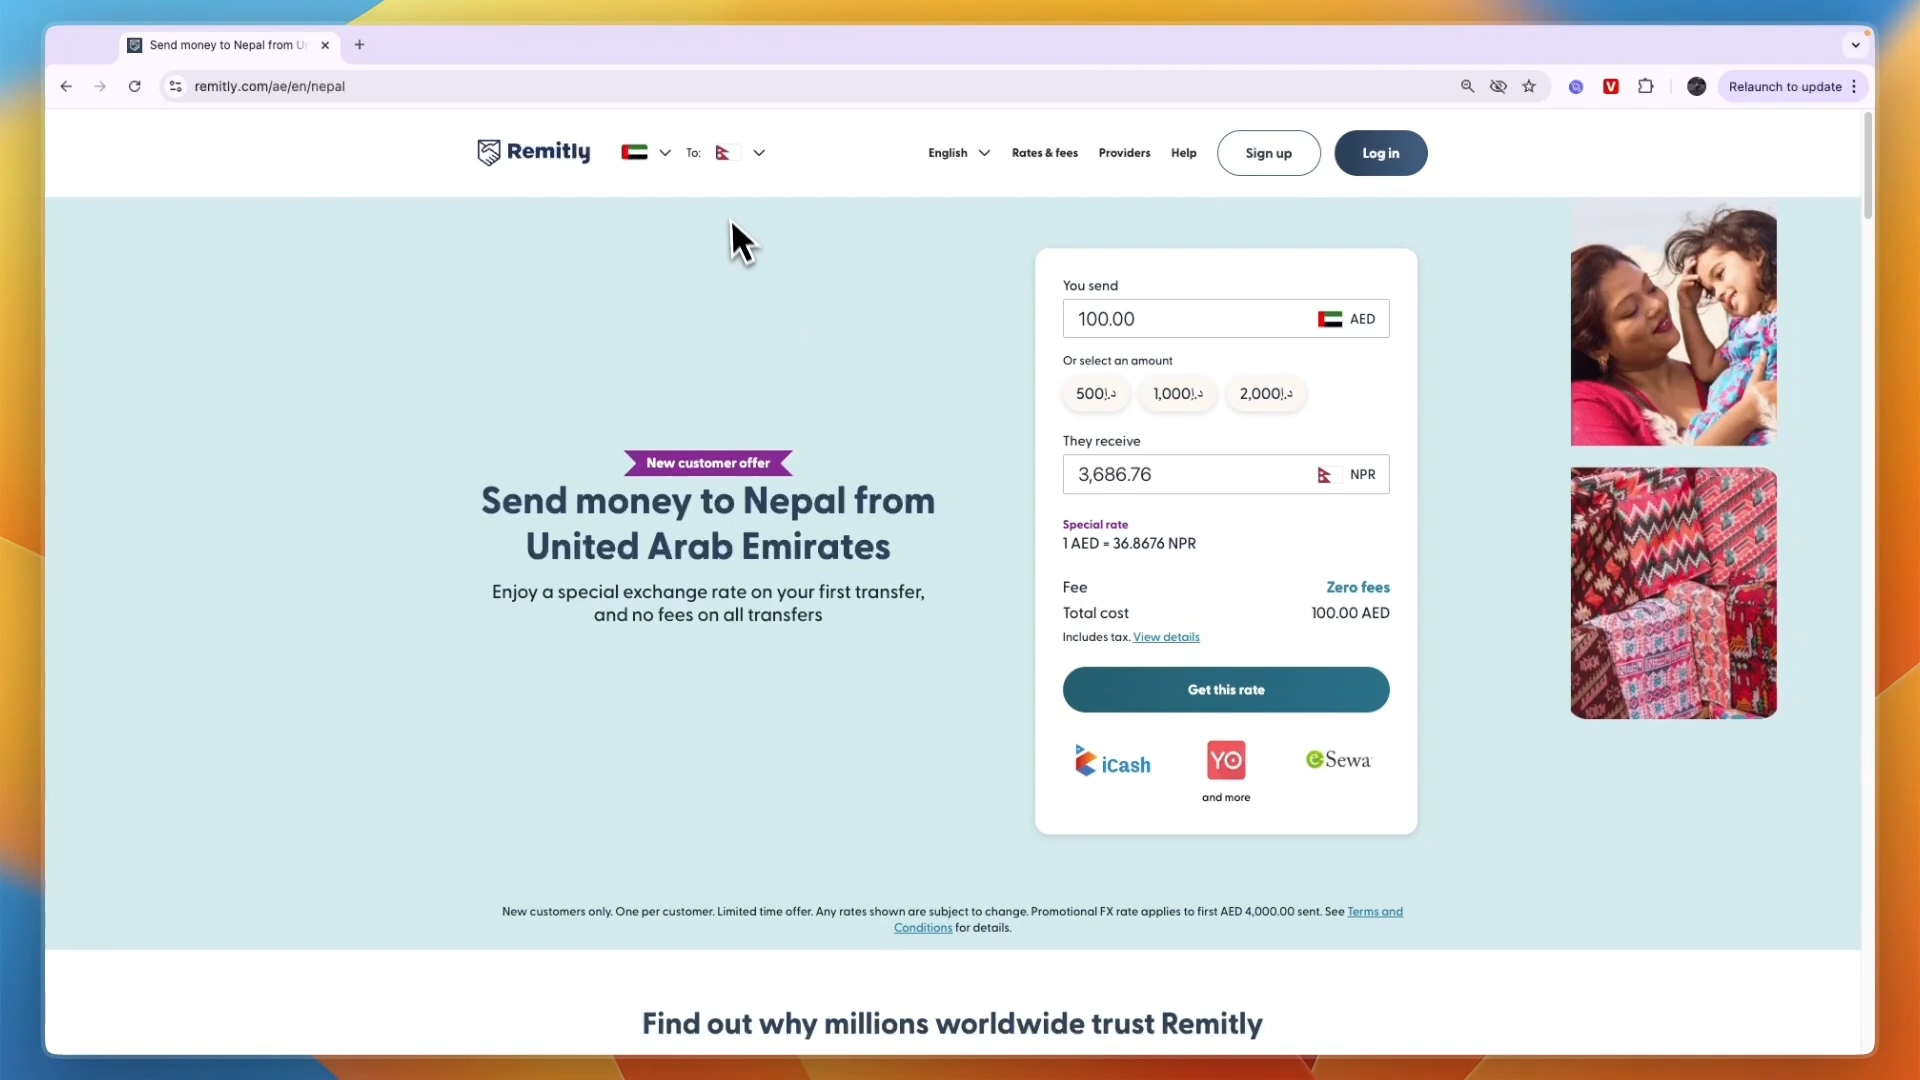 Send money to Nepal from Ur
remitly.com/ae/en/nepal
Relaunch to update
Remitly
To:
English
Rates & fees
Providers
Help
Sign up
Log in
You send
100.00
AED
Or select an amount
500د.إ
1,000د.إ
2,000د.إ
They receive
3,686.76
NPR
Special rate
1 AED = 36.8676 NPR
Fee
Zero fees
Total cost
100.00 AED
Includes tax. View details
Get this rate
iCash
YO
eSewa
and more
New customer offer
Send money to Nepal from
United Arab Emirates
Enjoy a special exchange rate on your first transfer,
and no fees on all transfers
New customers only. One per customer. Limited time offer. Any rates shown are subject to change. Promotional FX rate applies to first AED 4,000.00 sent. See Terms and
Conditions for details.
Find out why millions worldwide trust Remitly